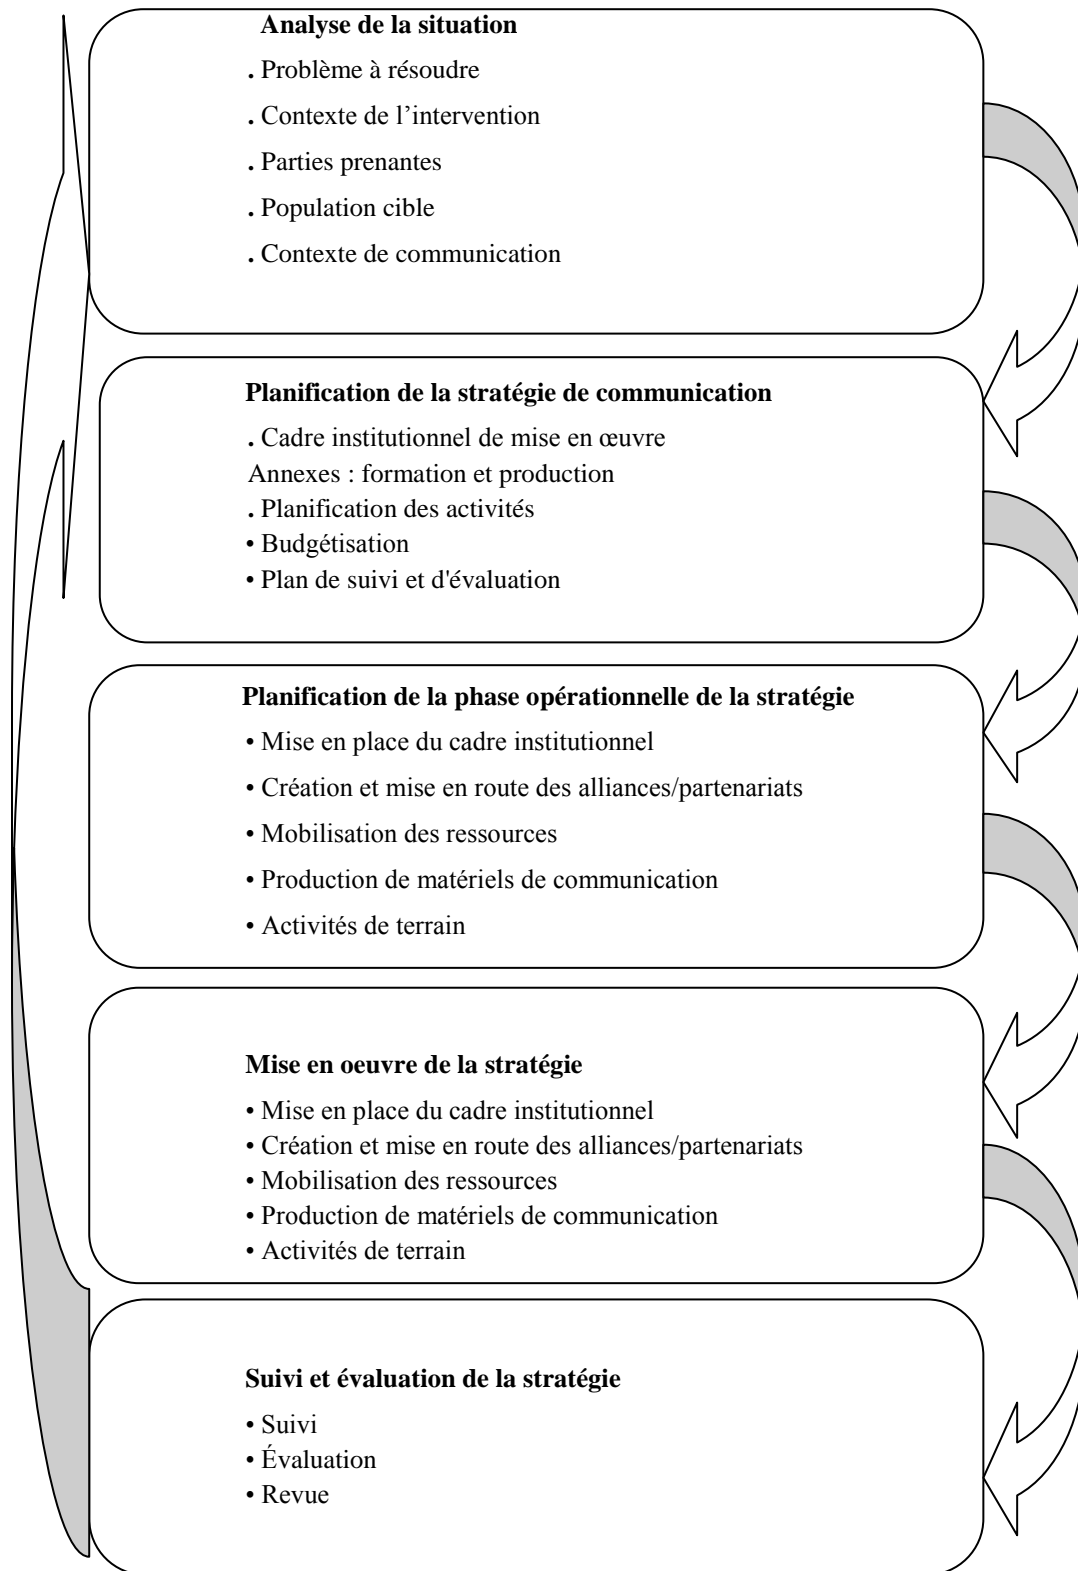 Analyse de la situation
. Problème à résoudre
. Contexte de l’intervention
. Parties prenantes
. Population cible
. Contexte de communication
Planification de la stratégie de communication
. Cadre institutionnel de mise en œuvre
Annexes : formation et production
. Planification des activités
• Budgétisation
• Plan de suivi et d'évaluation
Planification de la phase opérationnelle de la stratégie
• Mise en place du cadre institutionnel
• Création et mise en route des alliances/partenariats
• Mobilisation des ressources
• Production de matériels de communication
• Activités de terrain
Mise en oeuvre de la stratégie
• Mise en place du cadre institutionnel
• Création et mise en route des alliances/partenariats
• Mobilisation des ressources
• Production de matériels de communication
• Activités de terrain
Suivi et évaluation de la stratégie
• Suivi
• Évaluation
• Revue